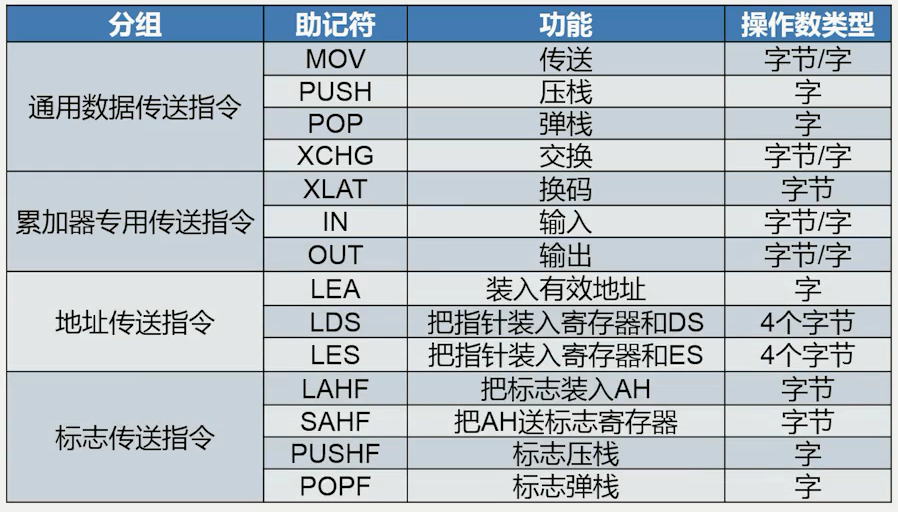 分组 助记符 功能 操作数类型
通用数据传送指令 MOV 传送 字节/字
PUSH 压栈 字
POP 弹栈 字
XCHG 交换 字节/字
累加器专用传送指令 XLAT 换码 字节
IN 输入 字节/字
OUT 输出 字节/字
地址传送指令 LEA 装入有效地址 字
LDS 把指针装入寄存器和DS 4个字节
LES 把指针装入寄存器和ES 4个字节
标志传送指令 LAHF 把标志装入AH 字节
SAHF 把AH送标志寄存器 字节
PUSHF 标志压栈 字
POPF 标志弹栈 字